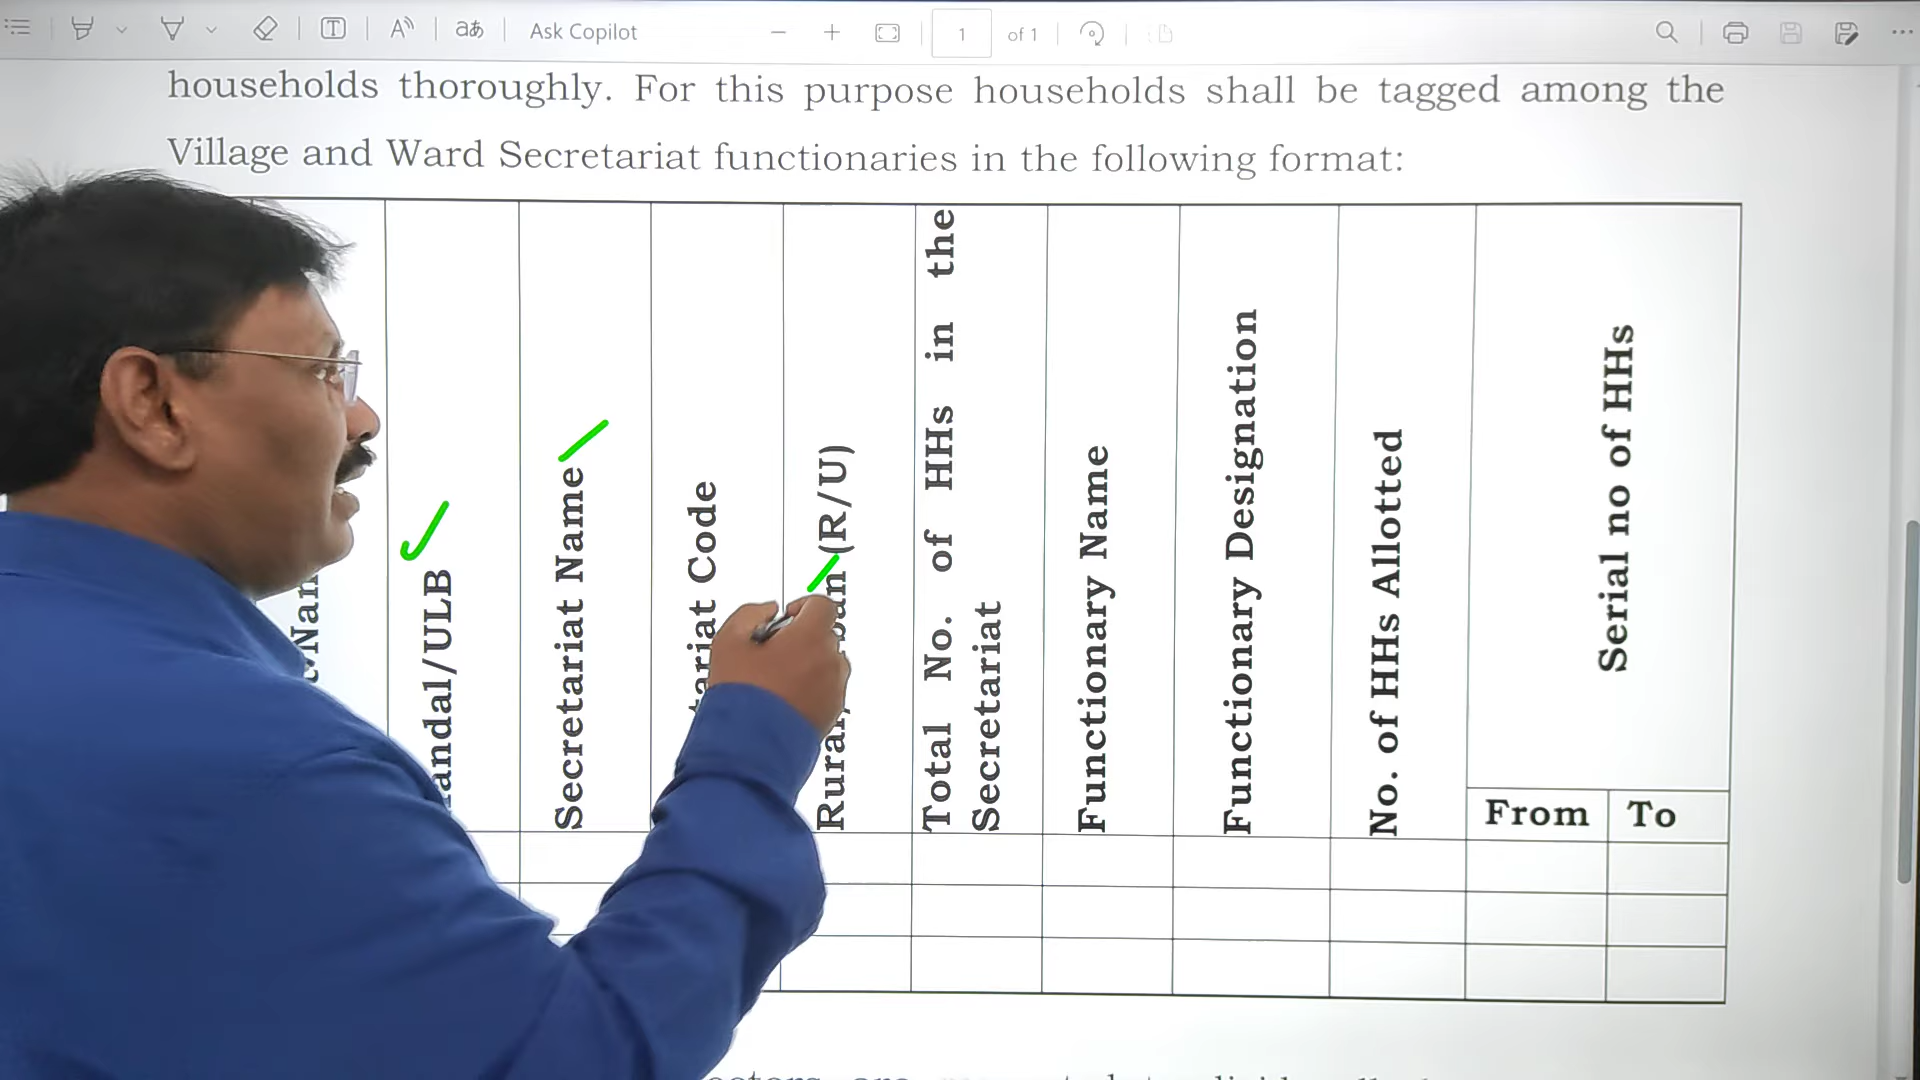 Ask Copilot
1 of 1
households thoroughly. For this purpose households shall be tagged among the
Village and Ward Secretariat functionaries in the following format:
andal/ULB
Secretariat Name
tariat Code
(R/U)
Total No. of HHs in the
Secretariat
Functionary Name
Functionary Designation
No. of HHs Allotted
Serial no of HHs
From To